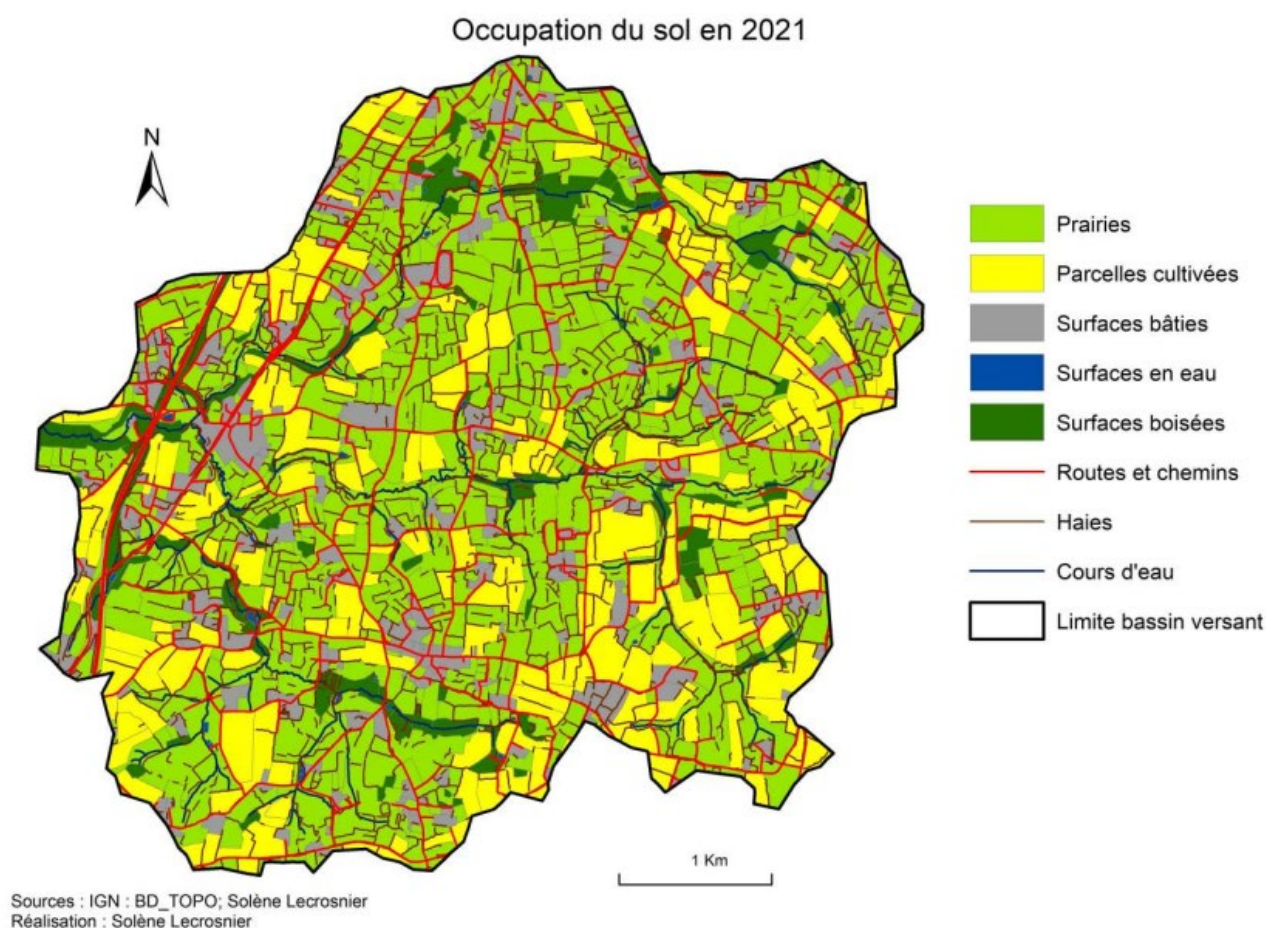 Occupation du sol en 2021
N
Prairies
Parcelles cultivées
Surfaces bâties
Surfaces en eau
Surfaces boisées
Routes et chemins
Haies
Cours d'eau
Limite bassin versant
1 Km
Sources : IGN : BD_TOPO; Solène Lecrosnier
Réalisation : Solène Lecrosnier